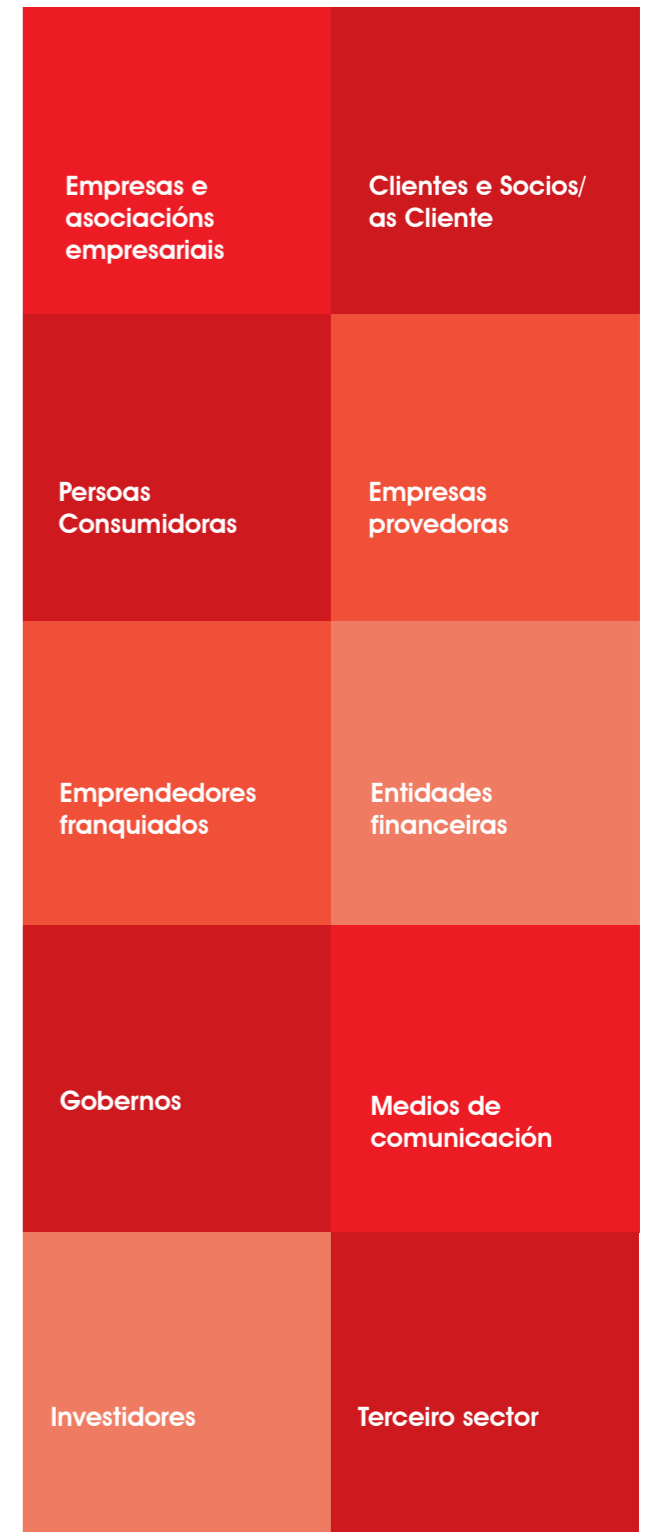 Empresas e
asociacións
empresariais
Clientes e Socios/
as Cliente
Persoas
Consumidoras
Empresas
provedoras
Emprendedores
franquiados
Entidades
financeiras
Gobernos
Medios de
comunicación
Investidores
Terceiro sector